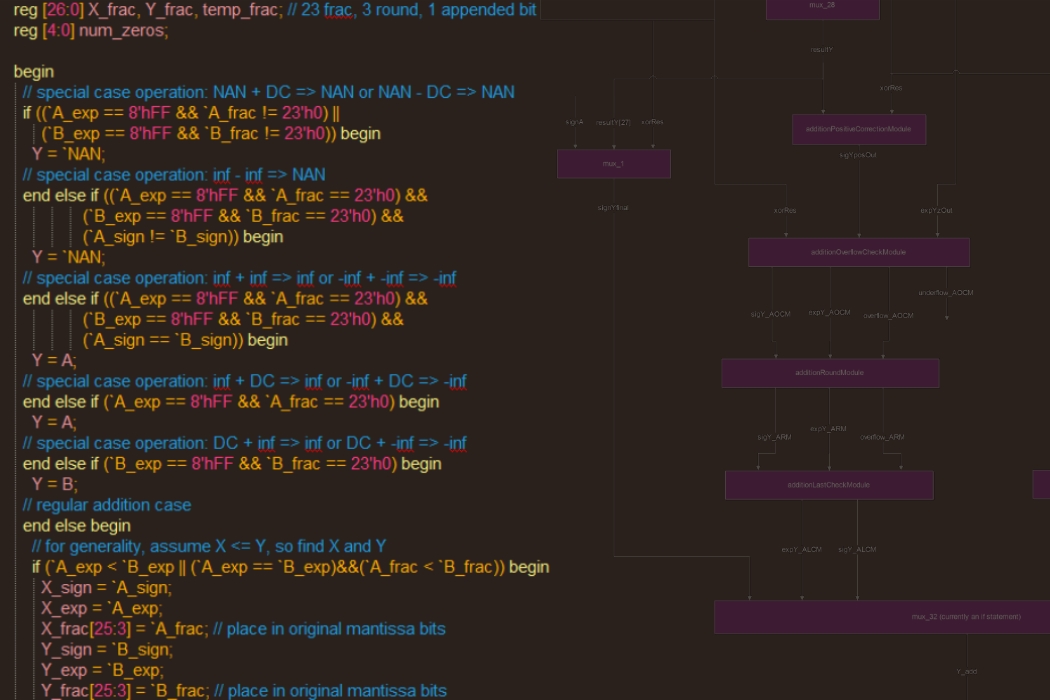 reg [26:0] X_frac, Y_frac, temp_frac; // 23 frac, 3 round, 1 appended bit
reg [4:0] num_zeros;
begin
// special case operation: NAN + DC => NAN or NAN - DC => NAN
if ((`A_exp == 8'hFF && `A_frac != 23'h0) ||
(`B_exp == 8'hFF && `B_frac != 23'h0)) begin
Y = `NAN;
// special case operation: inf - inf => NAN
end else if ((`A_exp == 8'hFF && `A_frac == 23'h0) &&
(`B_exp == 8'hFF && `B_frac == 23'h0) &&
(`A_sign != `B_sign)) begin
Y = `NAN;
// special case operation: inf + inf => inf or -inf + -inf => -inf
end else if ((`A_exp == 8'hFF && `A_frac == 23'h0) &&
(`B_exp == 8'hFF && `B_frac == 23'h0) &&
(`A_sign == `B_sign)) begin
Y = A;
// special case operation: inf + DC => inf or -inf + DC => -inf
end else if (`A_exp == 8'hFF && `A_frac == 23'h0) begin
Y = A;
// special case operation: DC + inf => inf or DC + -inf => -inf
end else if (`B_exp == 8'hFF && `B_frac == 23'h0) begin
Y = B;
// regular addition case
end else begin
// for generality, assume X <= Y, so find X and Y
if (`A_exp < `B_exp || (`A_exp == `B_exp)&&(`A_frac < `B_frac)) begin
X_sign = `A_sign;
X_exp = `A_exp;
X_frac[25:3] = `A_frac; // place in original mantissa bits
Y_sign = `B_sign;
Y_exp = `B_exp;
Y_frac[25:3] = `B_frac; // place in original mantissa bits
mux_28
resultY
xorRes
signA
resultY[27]
xorRes
additionPositiveCorrectionModule
mux_1
sigYposOut
signYfinal
xorRes
expYzOut
additionOverflowCheckModule
underflow_AOCM
sigY_AOCM
expY_AOCM
overflow_AOCM
additionRoundModule
sigY_ARM
expY_ARM
overflow_ARM
additionLastCheckModule
expY_ALCM
sigY_ALCM
mux_32 (currently an if statement)
Y_add